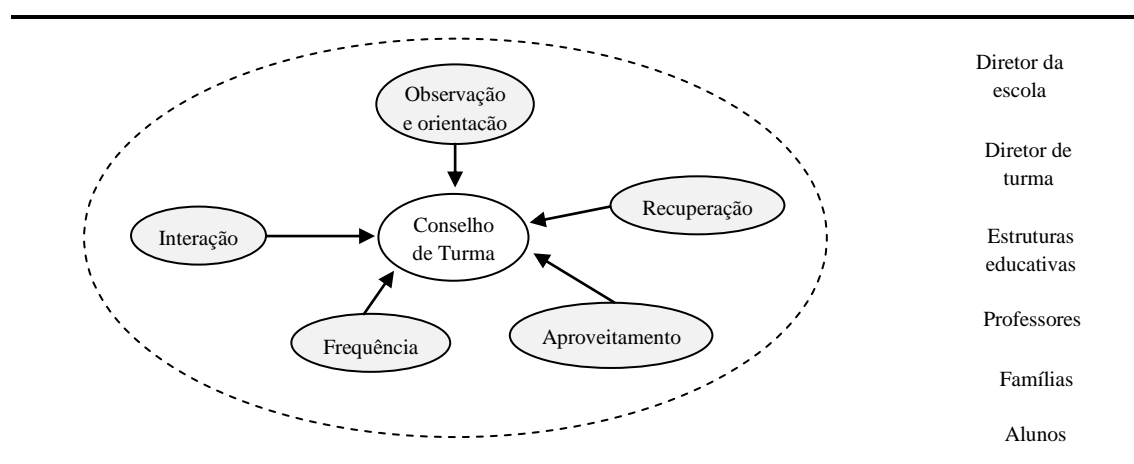 Observação
e orientacão
Recuperação
Conselho
de Turma
Interação
Frequência
Aproveitamento
Diretor da
escola
Diretor de
turma
Estruturas
educativas
Professores
Famílias
Alunos